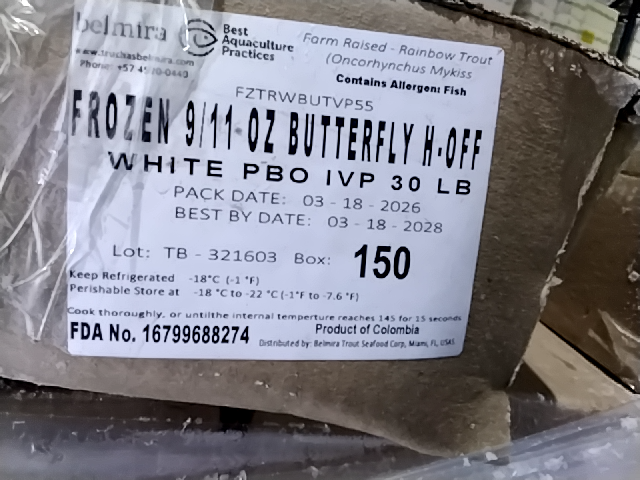 belmira
Best
Aquaculture
Practices
www.truchasbelmira.com
Farm Raised - Rainbow Trout
(Oncorhynchus Mykiss
Contains Allergen: Fish
FZTRWBUTVP55
FROZEN 9/11 OZ BUTTERFLY H-OFF
WHITE PBO IVP 30 LB
PACK DATE: 03 - 18 - 2026
BEST BY DATE: 03 - 18 - 2028
Lot: TB - 321603 Box: 150
Keep Refrigerated -18°C (-1 °F)
Perishable Store at -18 °C to -22 °C (-1°F to -7.6 °F)
Cook thoroughly, or untilthe internal temperture reaches 145 for 15 seconds
FDA No. 16799688274
Product of Colombia
Distributed by: Belmira Trout Seafood Corp, Miami, FL, USA